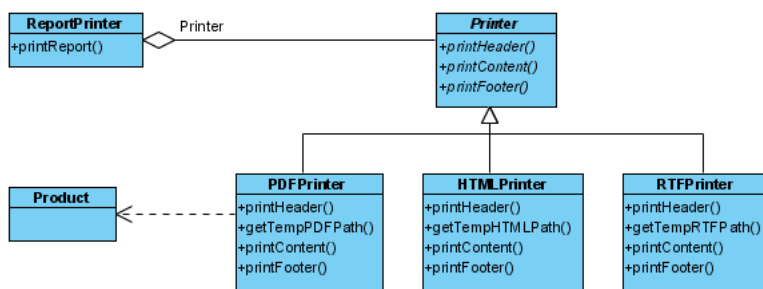 ReportPrinter
+printReport()
Printer
Printer
+printHeader()
+printContent()
+printFooter()
Product
PDFPrinter
+printHeader()
+getTempPDFPath()
+printContent()
+printFooter()
HTMLPrinter
+printHeader()
+getTempHTMLPath()
+printContent()
+printFooter()
RTFPrinter
+printHeader()
+getTempRTFPath()
+printContent()
+printFooter()